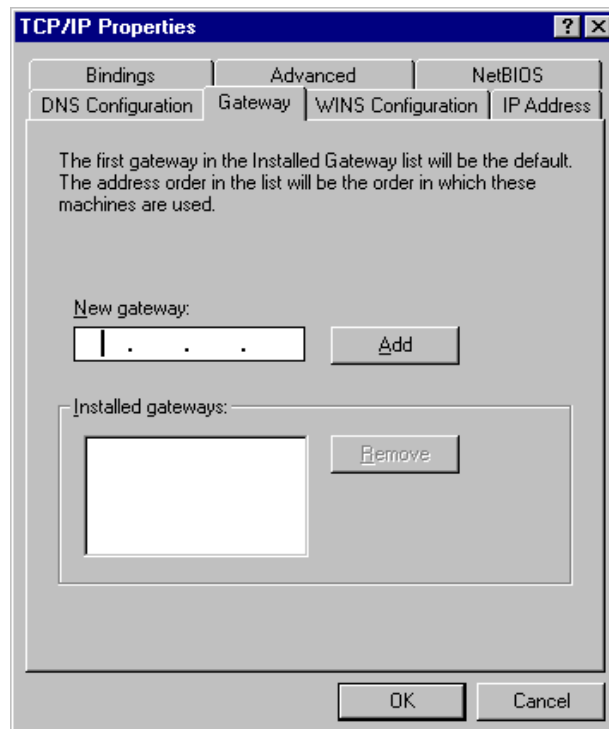 TCP/IP Properties
Bindings Advanced NetBIOS
DNS Configuration Gateway WINS Configuration IP Address
The first gateway in the Installed Gateway list will be the default.
The address order in the list will be the order in which these
machines are used.
New gateway:
. . .
Add
Installed gateways:
Remove
OK Cancel